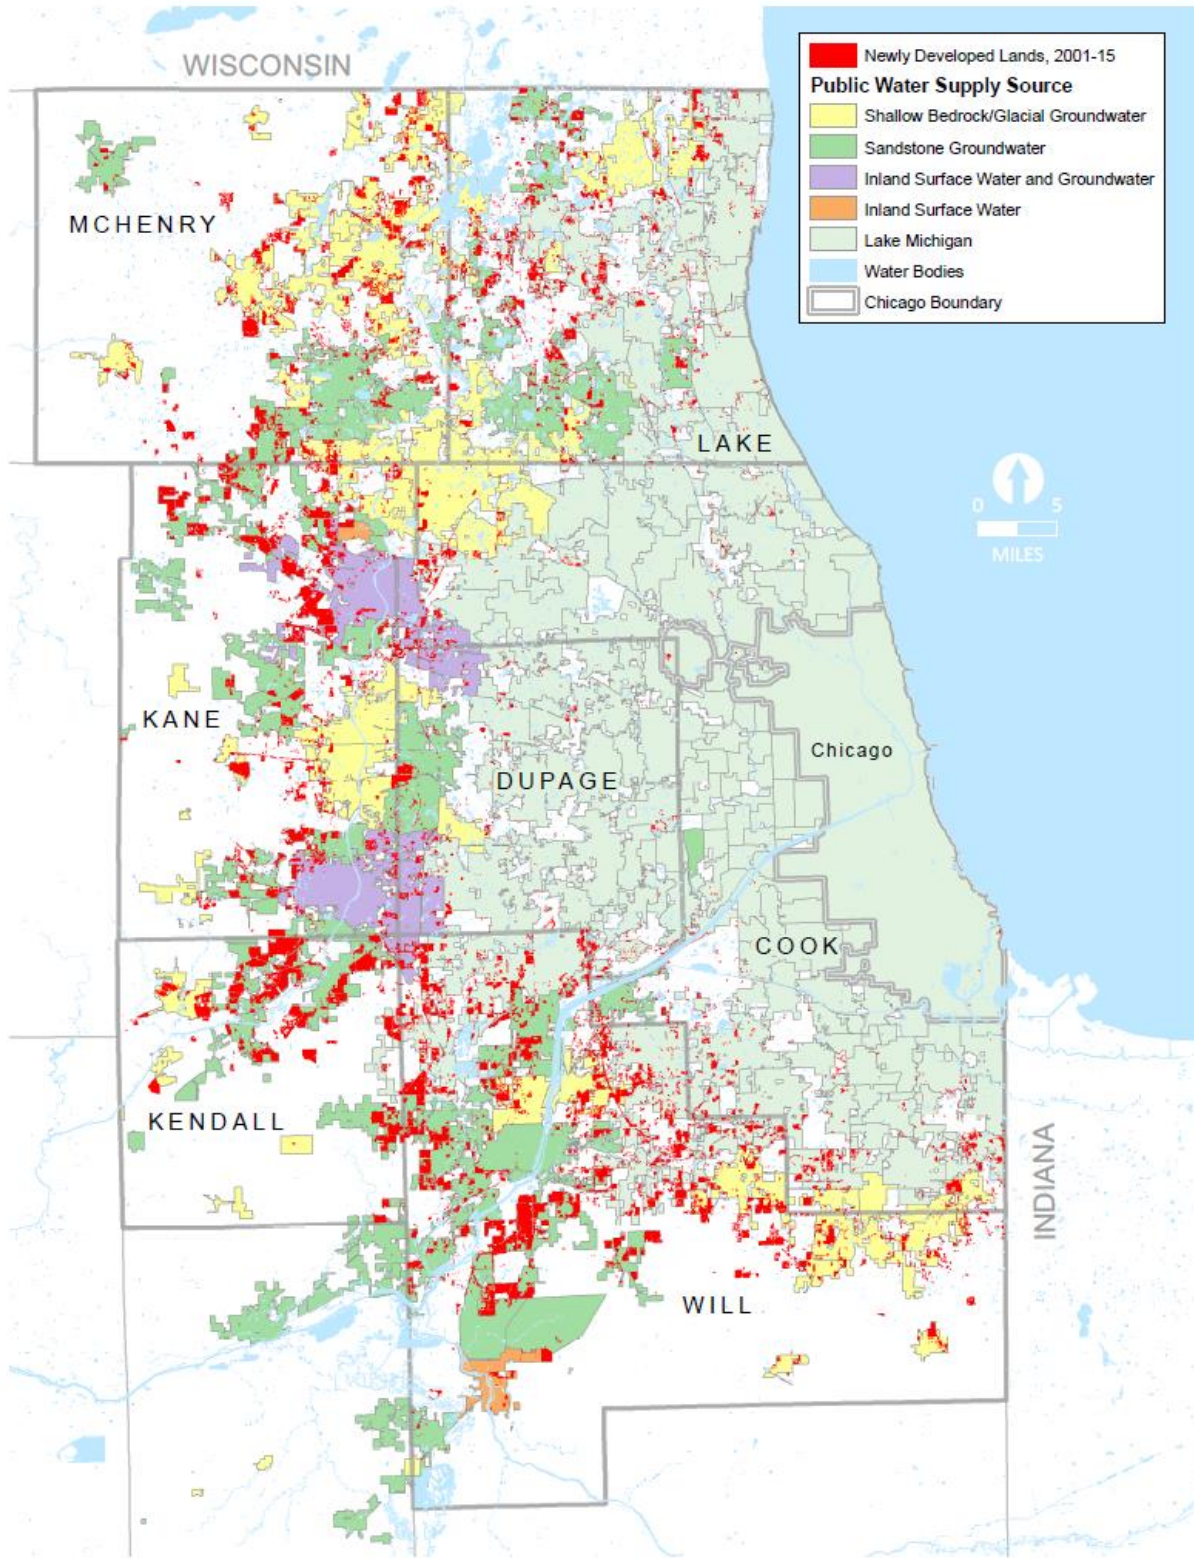 WISCONSIN
Newly Developed Lands, 2001-15
Public Water Supply Source
Shallow Bedrock/Glacial Groundwater
Sandstone Groundwater
Inland Surface Water and Groundwater
Inland Surface Water
Lake Michigan
Water Bodies
Chicago Boundary
MCHENRY
LAKE
0 5
MILES
KANE
Chicago
DUPAGE
COOK
KENDALL
INDIANA
WILL